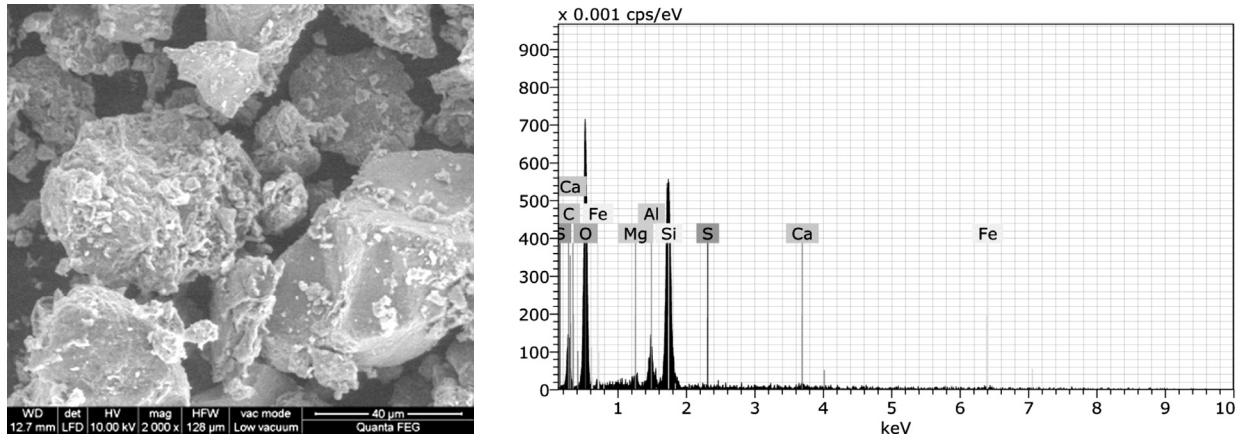 x 0.001 cps/eV
900
800
700
600
500
400
300
200
100
0
Ca
C Fe Al
S O Mg Si S Ca Fe
1 2 3 4 5 6 7 8 9 10
keV
WD det HV mag HFW vac mode 40 µm
12.7 mm LFD 10.00 kV 2 000 x 128 µm Low vacuum Quanta FEG